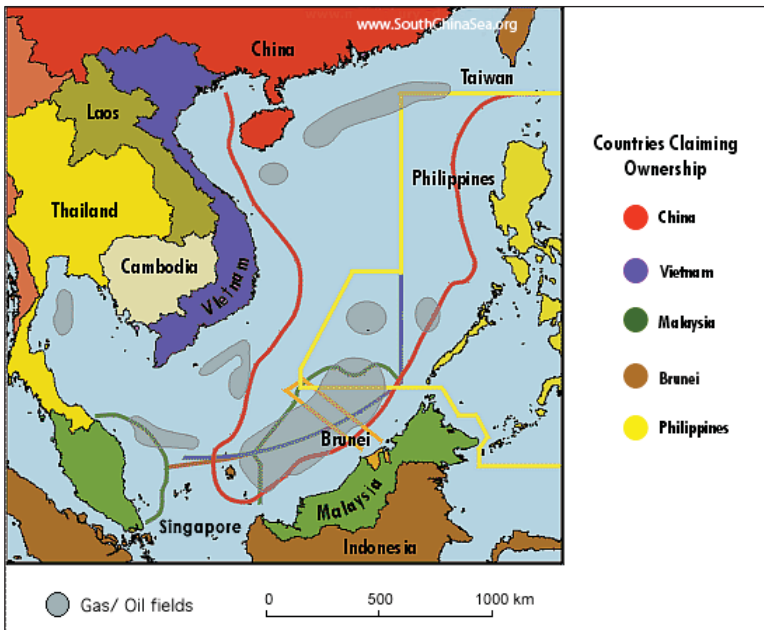 www.SouthChinaSea.org
China
Taiwan
Laos
Philippines
Thailand
Cambodia
Vietnam
Brunei
Malaysia
Singapore
Indonesia
Countries Claiming
Ownership
China
Vietnam
Malaysia
Brunei
Philippines
Gas/ Oil fields
0 500 1000 km